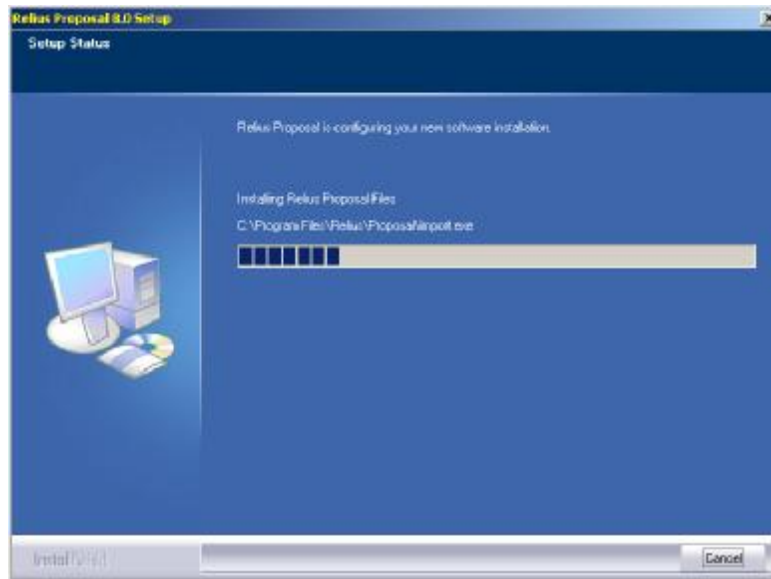 Relius Proposal 8.0 Setup
Setup Status
Relius Proposal is configuring your new software installation.
Installing Relius Proposal Files
C:\Program Files\Relius\Proposal\import.exe
InstallShield
Cancel